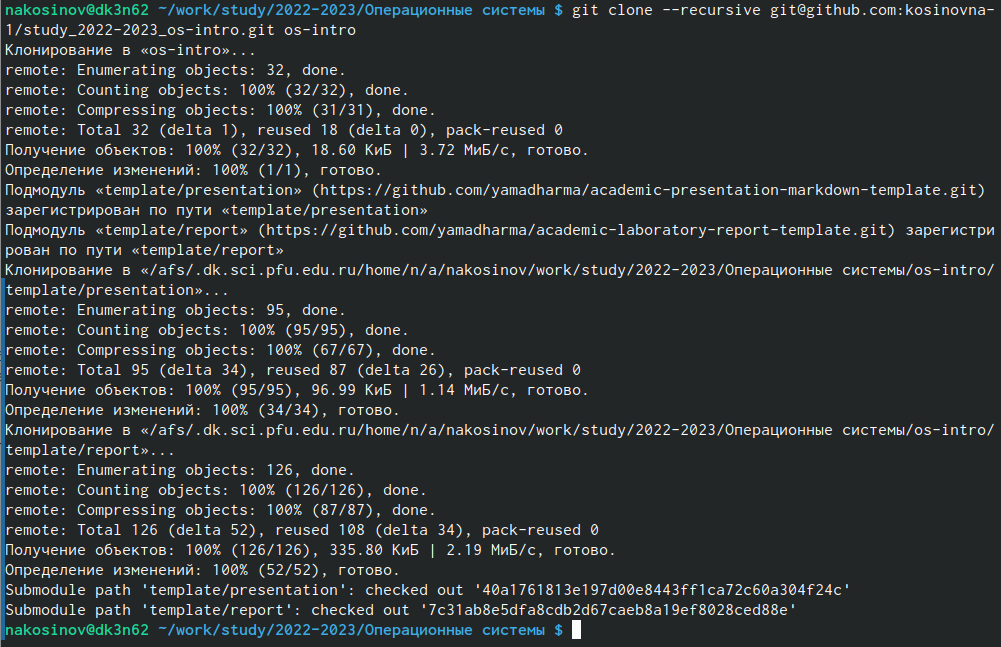 nakosinov@dk3n62 ~/work/study/2022-2023/Операционные системы $ git clone --recursive git@github.com:kosinovna-
1/study_2022-2023_os-intro.git os-intro
Клонирование в «os-intro»...
remote: Enumerating objects: 32, done.
remote: Counting objects: 100% (32/32), done.
remote: Compressing objects: 100% (31/31), done.
remote: Total 32 (delta 1), reused 18 (delta 0), pack-reused 0
Получение объектов: 100% (32/32), 18.60 КиБ | 3.72 МиБ/с, готово.
Определение изменений: 100% (1/1), готово.
Подмодуль «template/presentation» (https://github.com/yamadharma/academic-presentation-markdown-template.git)
зарегистрирован по пути «template/presentation»
Подмодуль «template/report» (https://github.com/yamadharma/academic-laboratory-report-template.git) зарегистри
рован по пути «template/report»
Клонирование в «/afs/.dk.sci.pfu.edu.ru/home/n/a/nakosinov/work/study/2022-2023/Операционные системы/os-intro/
template/presentation»...
remote: Enumerating objects: 95, done.
remote: Counting objects: 100% (95/95), done.
remote: Compressing objects: 100% (67/67), done.
remote: Total 95 (delta 34), reused 87 (delta 26), pack-reused 0
Получение объектов: 100% (95/95), 96.99 КиБ | 1.14 МиБ/с, готово.
Определение изменений: 100% (34/34), готово.
Клонирование в «/afs/.dk.sci.pfu.edu.ru/home/n/a/nakosinov/work/study/2022-2023/Операционные системы/os-intro/
template/report»...
remote: Enumerating objects: 126, done.
remote: Counting objects: 100% (126/126), done.
remote: Compressing objects: 100% (87/87), done.
remote: Total 126 (delta 52), reused 108 (delta 34), pack-reused 0
Получение объектов: 100% (126/126), 335.80 КиБ | 2.19 МиБ/с, готово.
Определение изменений: 100% (52/52), готово.
Submodule path 'template/presentation': checked out '40a1761813e197d00e8443ff1ca72c60a304f24c'
Submodule path 'template/report': checked out '7c31ab8e5dfa8cdb2d67caeb8a19ef8028ced88e'
nakosinov@dk3n62 ~/work/study/2022-2023/Операционные системы $